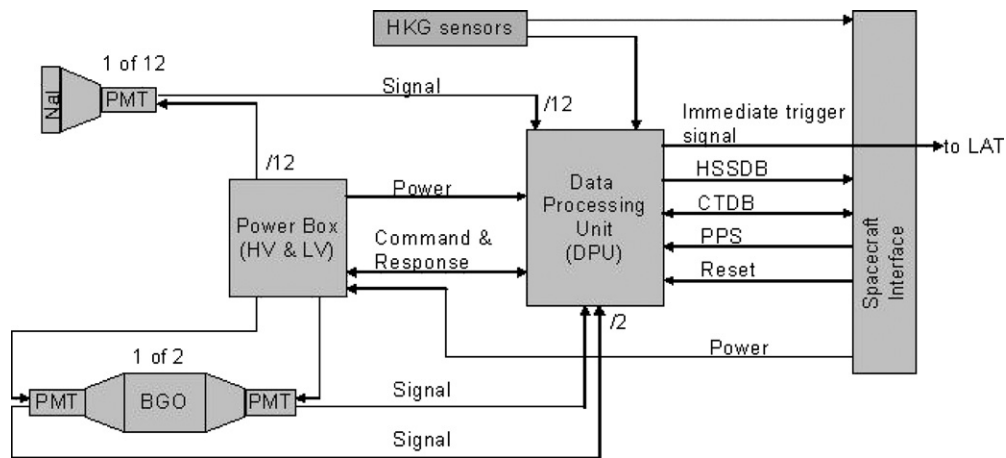 HKG sensors
1 of 12
NaI
PMT
Signal
/12
Immediate trigger
signal
to LAT
/12
Power
Data
Processing
Unit
(DPU)
HSSDB
CTDB
PPS
Reset
Spacecraft
Interface
Power Box
(HV & LV)
Command &
Response
/2
Power
1 of 2
PMT
BGO
PMT
Signal
Signal